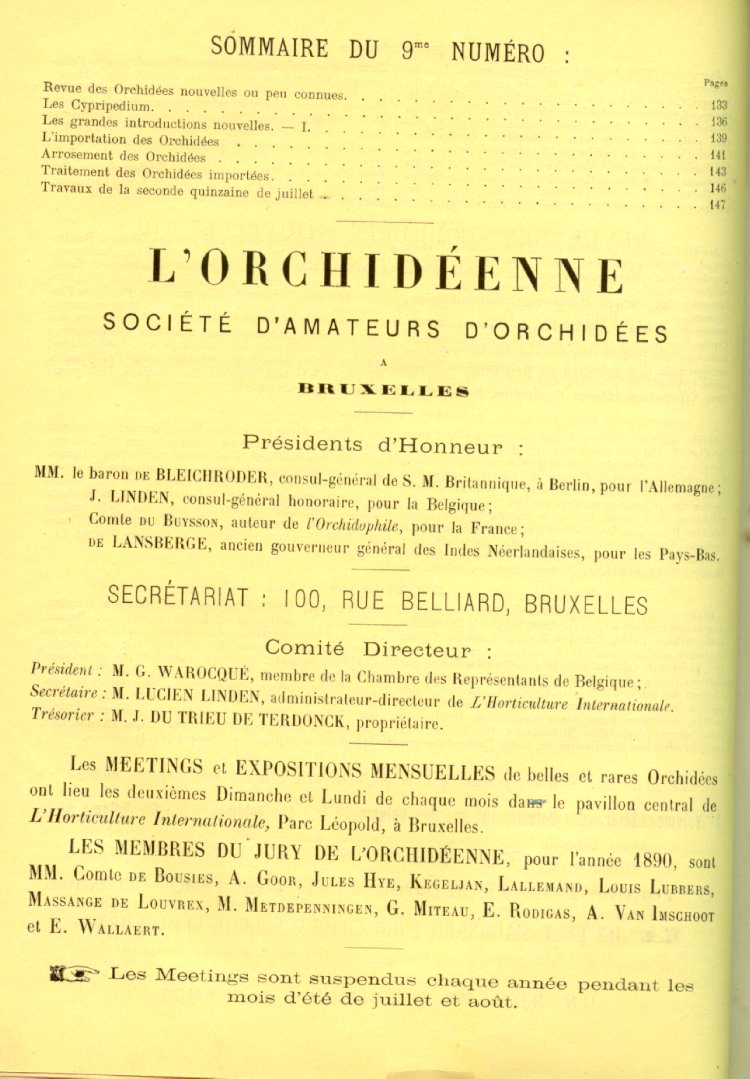 SOMMAIRE DU 9me NUMÉRO :
Pages
Revue des Orchidées nouvelles ou peu connues. 133
Les Cypripedium. 136
Les grandes introductions nouvelles. — I. 139
L'importation des Orchidées 141
Arrosement des Orchidées 143
Traitement des Orchidées importées. 146
Travaux de la seconde quinzaine de juillet 147
L'ORCHIDÉENNE
SOCIÉTÉ D'AMATEURS D'ORCHIDÉES
A
BRUXELLES
Présidents d'Honneur :
MM. le baron DE BLEICHRODER, consul-général de S. M. Britannique, à Berlin, pour l'Allemagne ;
J. LINDEN, consul-général honoraire, pour la Belgique ;
Comte DU BUYSSON, auteur de l'Orchidophile, pour la France ;
DE LANSBERGE, ancien gouverneur général des Indes Néerlandaises, pour les Pays-Bas.
SECRÉTARIAT : 100, RUE BELLIARD, BRUXELLES
Comité Directeur :
Président : M. G. WAROCQUÉ, membre de la Chambre des Représentants de Belgique ;
Secrétaire : M. LUCIEN LINDEN, administrateur-directeur de L'Horticulture Internationale.
Trésorier : M. J. DU TRIEU DE TERDONCK, propriétaire.
Les MEETINGS et EXPOSITIONS MENSUELLES de belles et rares Orchidées
ont lieu les deuxièmes Dimanche et Lundi de chaque mois dans le pavillon central de
L'Horticulture Internationale, Parc Léopold, à Bruxelles.
LES MEMBRES DU JURY DE L'ORCHIDÉENNE, pour l'année 1890, sont
MM. Comte DE BOUSIES, A. GOOR, JULES HYE, KEGELJAN, LALLEMAND, LOUIS LUBBERS,
MASSANGE DE LOUVREX, M. METDEPENNINGEN, G. MITEAU, E. RODIGAS, A. VAN IMSCHOOT
et E. WALLAERT.
Les Meetings sont suspendus chaque année pendant les
mois d'été de juillet et août.